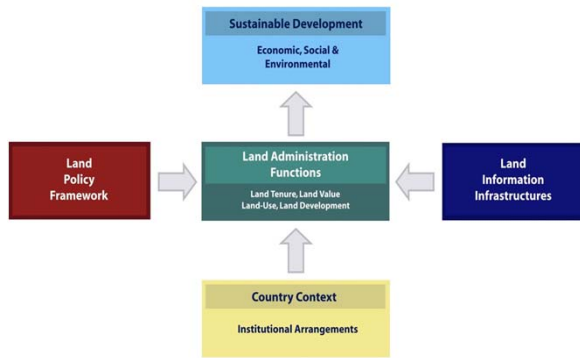 Sustainable Development
Economic, Social &
Environmental
Land
Policy
Framework
Land Administration
Functions
Land Tenure, Land Value
Land-Use, Land Development
Land
Information
Infrastructures
Country Context
Institutional Arrangements